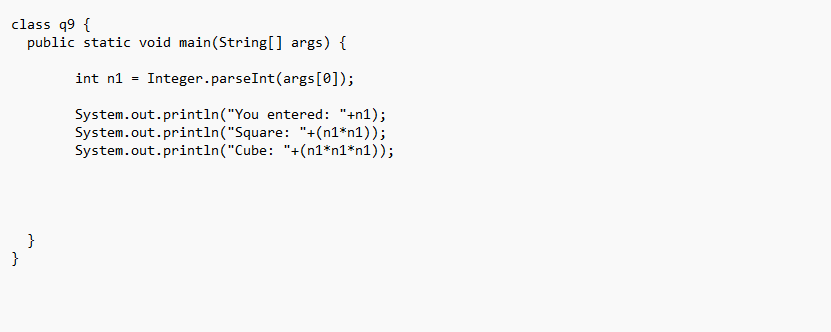 class q9 {
public static void main(String[] args) {
int n1 = Integer.parseInt(args[0]);
System.out.println("You entered: "+n1);
System.out.println("Square: "+(n1*n1));
System.out.println("Cube: "+(n1*n1*n1));
}
}